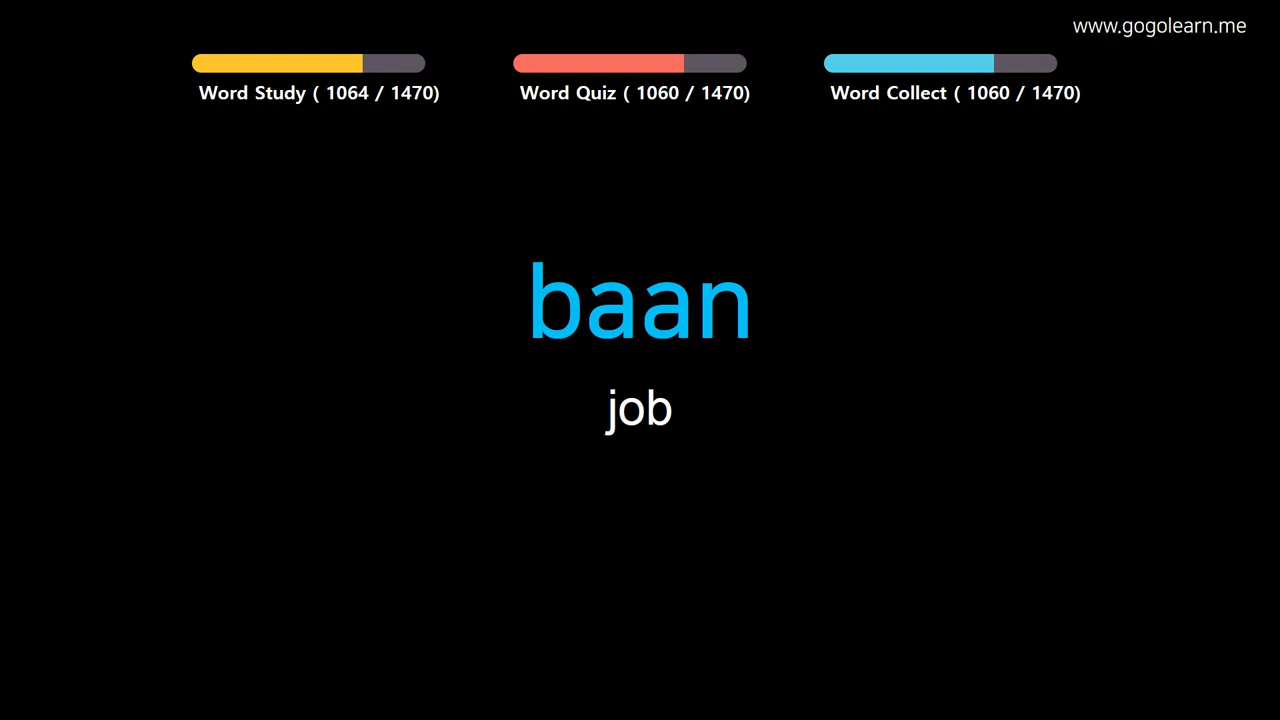 www.gogolearn.me
Word Study ( 1064 / 1470)
Word Quiz ( 1060 / 1470)
Word Collect ( 1060 / 1470)
baan
job